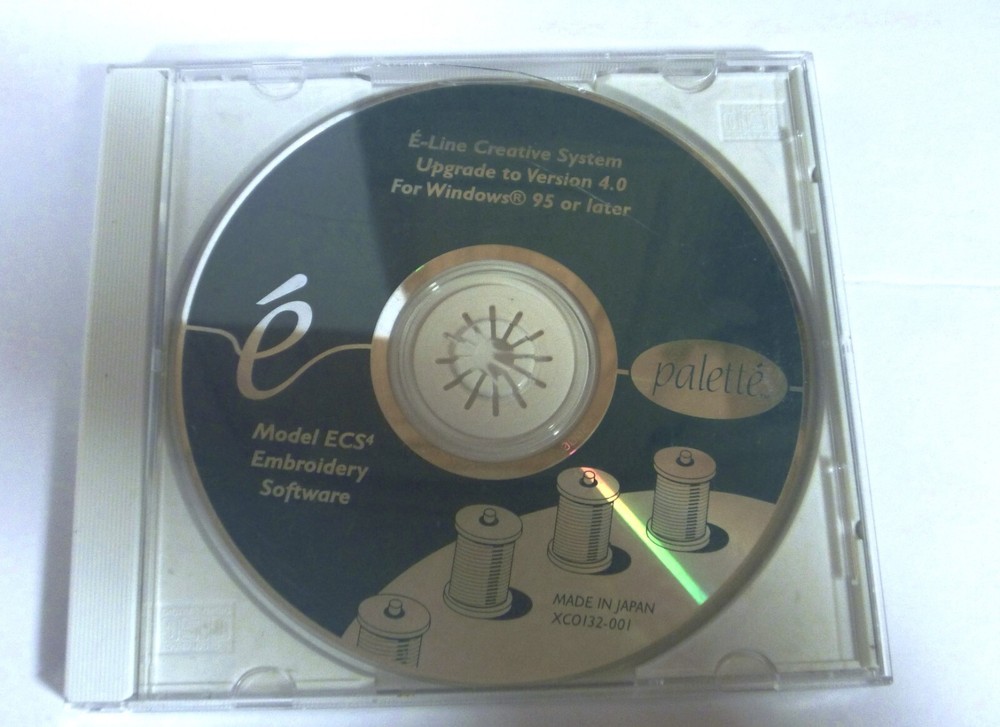 É-Line Creative System
Upgrade to Version 4.0
For Windows® 95 or later
é
palétté
Model ECS⁴
Embroidery
Software
MADE IN JAPAN
XC0132-001